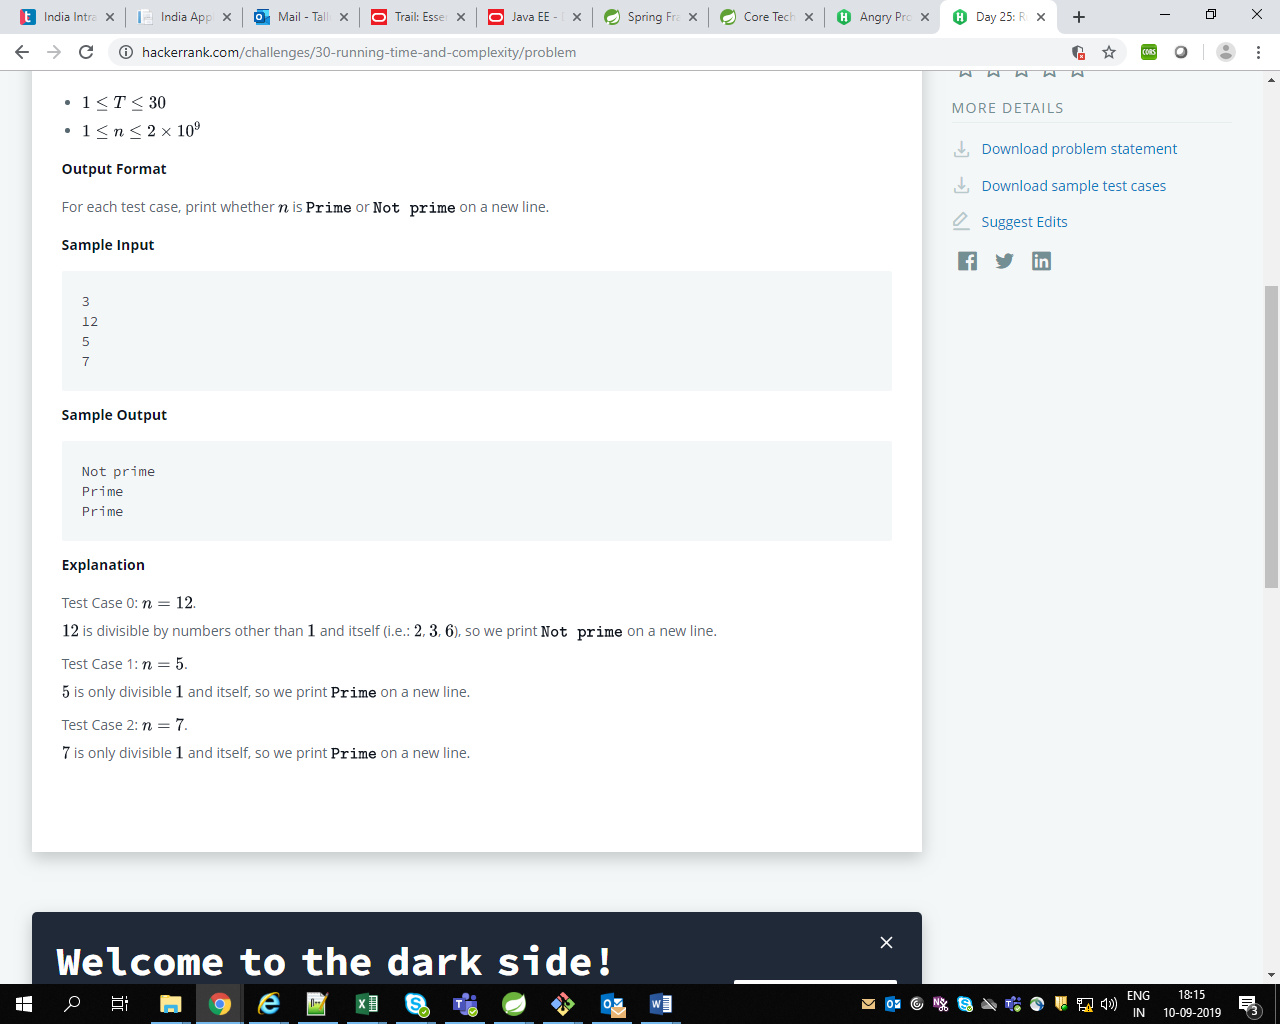 India Intra
India App
Mail - Tall
Trail: Esse
Java EE -
Spring Fra
Core Tech
Angry Pro
Day 25: R
hackerrank.com/challenges/30-running-time-and-complexity/problem
CORS
1 ≤ T ≤ 30
1 ≤ n ≤ 2 × 10⁹
Output Format
For each test case, print whether n is Prime or Not prime on a new line.
Sample Input
3
12
5
7
Sample Output
Not prime
Prime
Prime
Explanation
Test Case 0: n = 12.
12 is divisible by numbers other than 1 and itself (i.e.: 2, 3, 6), so we print Not prime on a new line.
Test Case 1: n = 5.
5 is only divisible 1 and itself, so we print Prime on a new line.
Test Case 2: n = 7.
7 is only divisible 1 and itself, so we print Prime on a new line.
MORE DETAILS
Download problem statement
Download sample test cases
Suggest Edits
Welcome to the dark side!
ENG
IN
18:15
10-09-2019
3